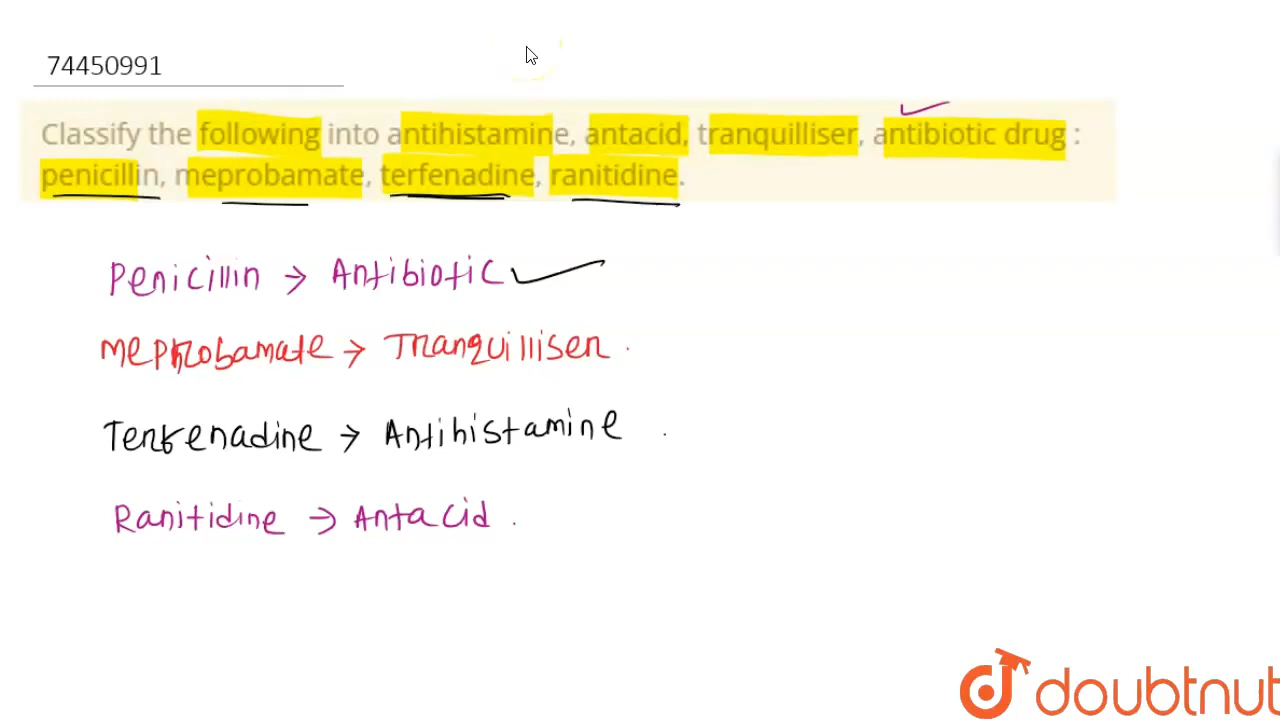 74450991
Classify the following into antihistamine, antacid, tranquilliser, antibiotic drug :
penicillin, meprobamate, terfenadine, ranitidine.
Penicillin → Antibiotic ✓
Meprobamate → Tranquilliser .
Terfenadine → Antihistamine .
Ranitidine → Antacid .
doubtnut